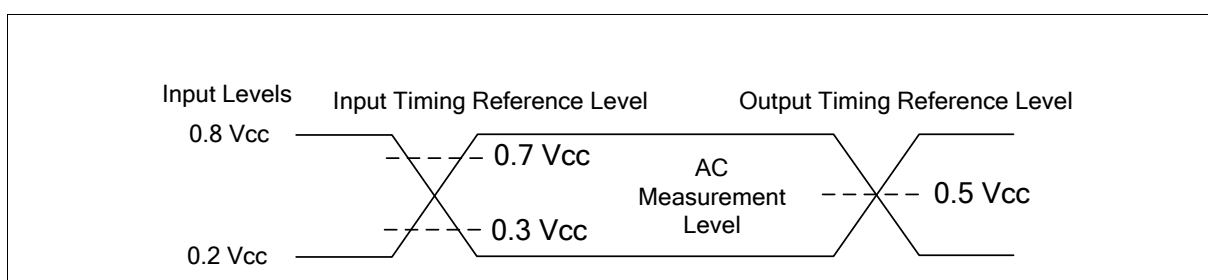 Input Levels
Input Timing Reference Level
Output Timing Reference Level
0.8 Vcc
0.7 Vcc
AC
Measurement
Level
0.5 Vcc
0.3 Vcc
0.2 Vcc